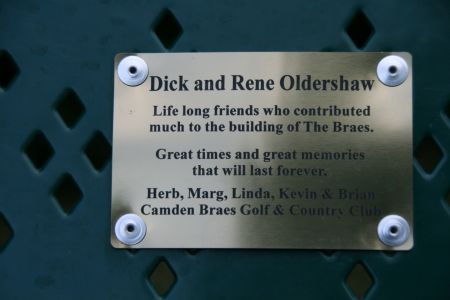 Dick and Rene Oldershaw
Life long friends who contributed
much to the building of The Braes.
Great times and great memories
that will last forever.
Herb, Marg, Linda, Kevin & Brian
Camden Braes Golf & Country Club